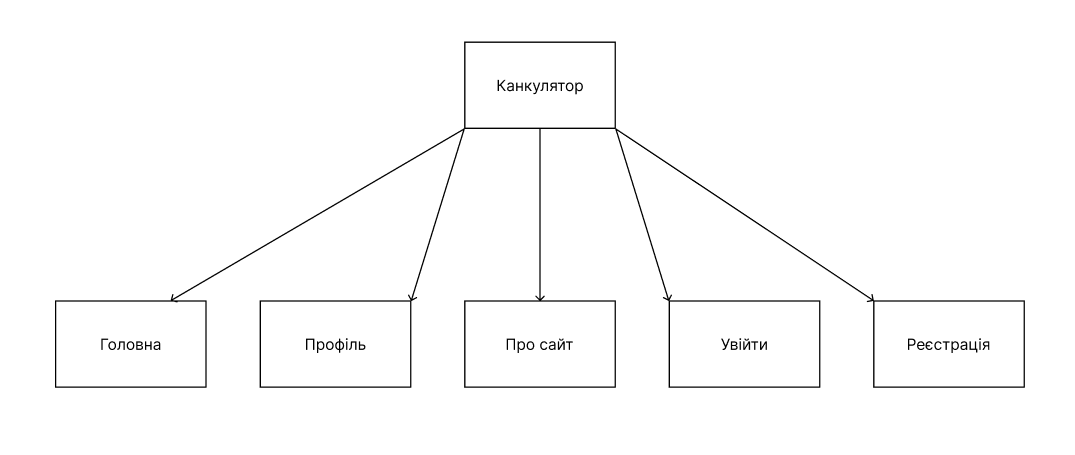 Канкулятор
Головна
Профіль
Про сайт
Увійти
Реєстрація